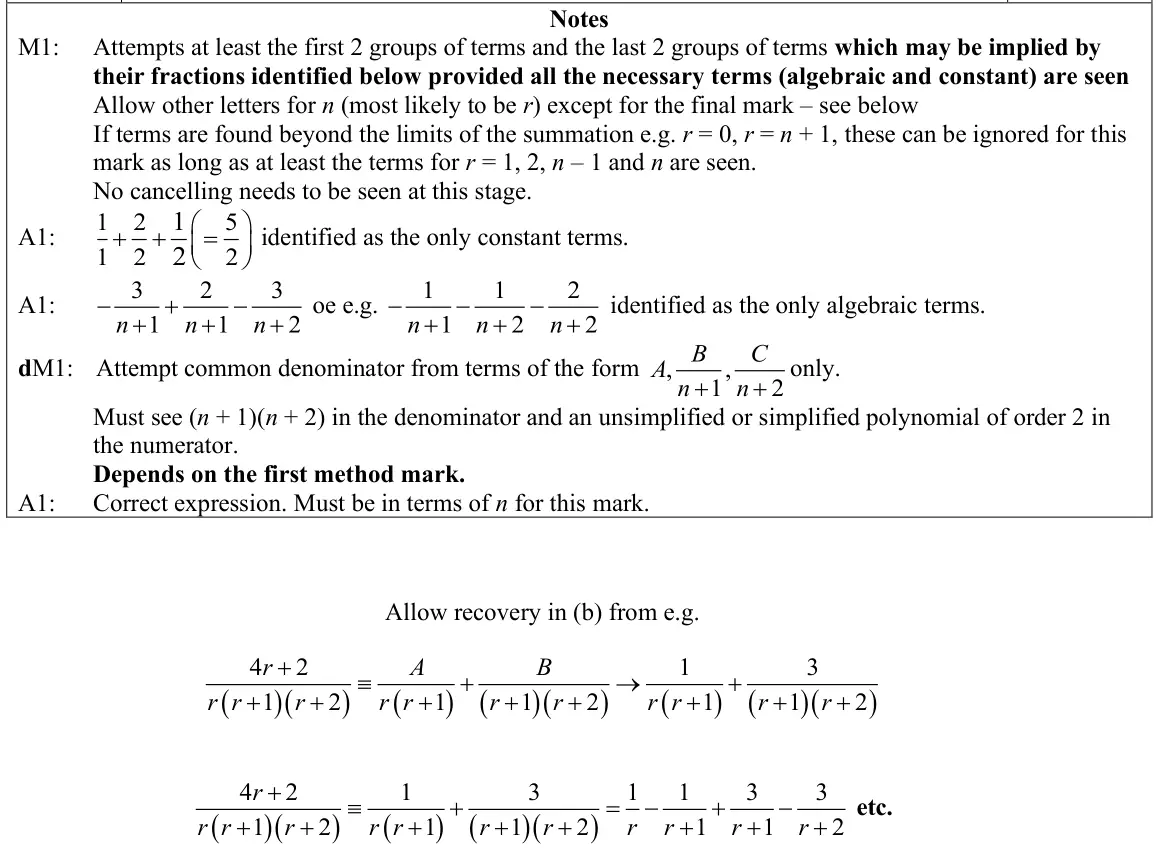 Notes
M1: Attempts at least the first 2 groups of terms and the last 2 groups of terms which may be implied by
their fractions identified below provided all the necessary terms (algebraic and constant) are seen
Allow other letters for n (most likely to be r) except for the final mark – see below
If terms are found beyond the limits of the summation e.g. r = 0, r = n + 1, these can be ignored for this
mark as long as at least the terms for r = 1, 2, n – 1 and n are seen.
No cancelling needs to be seen at this stage.
A1: 1/1 + 2/2 + 1/2 (= 5/2) identified as the only constant terms.
A1: −3/(n+1) + 2/(n+1) − 3/(n+2) oe e.g. −1/(n+1) − 1/(n+2) − 2/(n+2) identified as the only algebraic terms.
dM1: Attempt common denominator from terms of the form A, B/(n+1), C/(n+2) only.
Must see (n + 1)(n + 2) in the denominator and an unsimplified or simplified polynomial of order 2 in
the numerator.
Depends on the first method mark.
A1: Correct expression. Must be in terms of n for this mark.
Allow recovery in (b) from e.g.
(4r+2)/(r(r+1)(r+2)) ≡ A/(r(r+1)) + B/((r+1)(r+2)) → 1/(r(r+1)) + 3/((r+1)(r+2))
(4r+2)/(r(r+1)(r+2)) ≡ 1/(r(r+1)) + 3/((r+1)(r+2)) = 1/r − 1/(r+1) + 3/(r+1) − 3/(r+2) etc.